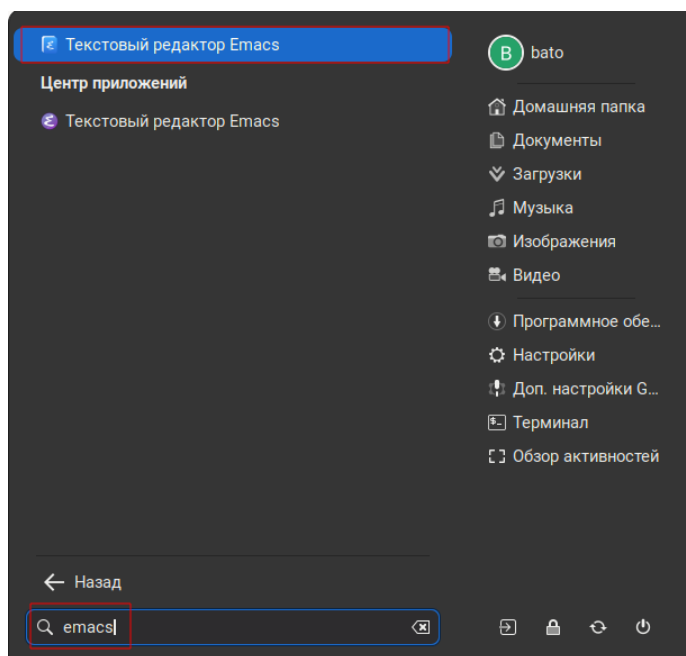 Текстовый редактор Emacs
Центр приложений
Текстовый редактор Emacs
Назад
emacs
B bato
Домашняя папка
Документы
Загрузки
Музыка
Изображения
Видео
Программное обе...
Настройки
Доп. настройки G...
Терминал
Обзор активностей